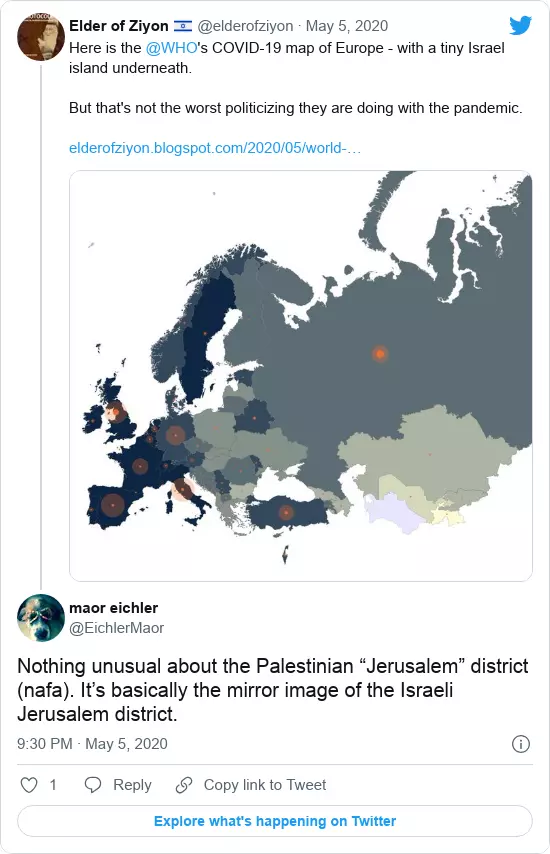 Elder of Ziyon 🇮🇱 @elderofziyon · May 5, 2020
Here is the @WHO's COVID-19 map of Europe - with a tiny Israel
island underneath.
But that's not the worst politicizing they are doing with the pandemic.
elderofziyon.blogspot.com/2020/05/world-…
maor eichler
@EichlerMaor
Nothing unusual about the Palestinian “Jerusalem” district
(nafa). It’s basically the mirror image of the Israeli
Jerusalem district.
9:30 PM · May 5, 2020
1 Reply Copy link to Tweet
Explore what's happening on Twitter